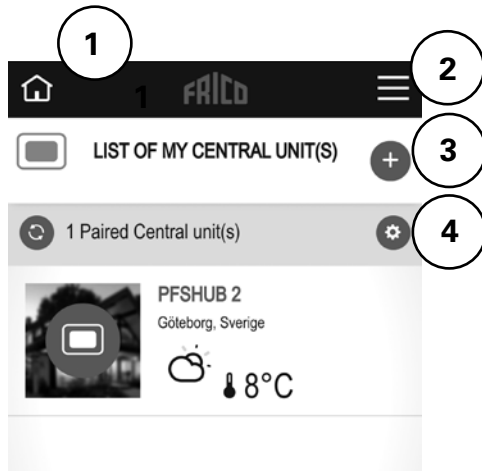 1
2
1 FRICO
LIST OF MY CENTRAL UNIT(S)
3
1 Paired Central unit(s)
4
PFSHUB 2
Göteborg, Sverige
8°C